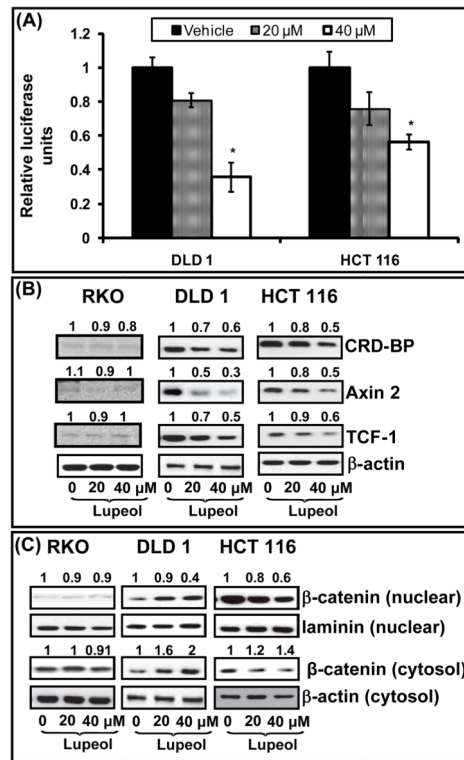 (A)
Vehicle 20 µM 40 µM
1.2
1
0.8
0.6
0.4
0.2
0
Relative luciferase
units
*
*
DLD 1 HCT 116
(B)
RKO DLD 1 HCT 116
1 0.9 0.8 1 0.7 0.6 1 0.8 0.5
CRD-BP
1.1 0.9 1 1 0.5 0.3 1 0.8 0.5
Axin 2
1 0.9 1 1 0.7 0.5 1 0.9 0.6
TCF-1
β-actin
0 20 40 µM 0 20 40 µM 0 20 40 µM
Lupeol Lupeol Lupeol
(C)
RKO DLD 1 HCT 116
1 0.9 0.9 1 0.9 0.4 1 0.8 0.6
β-catenin (nuclear)
laminin (nuclear)
1 1 0.91 1 1.6 2 1 1.2 1.4
β-catenin (cytosol)
β-actin (cytosol)
0 20 40 µM 0 20 40 µM 0 20 40 µM
Lupeol Lupeol Lupeol